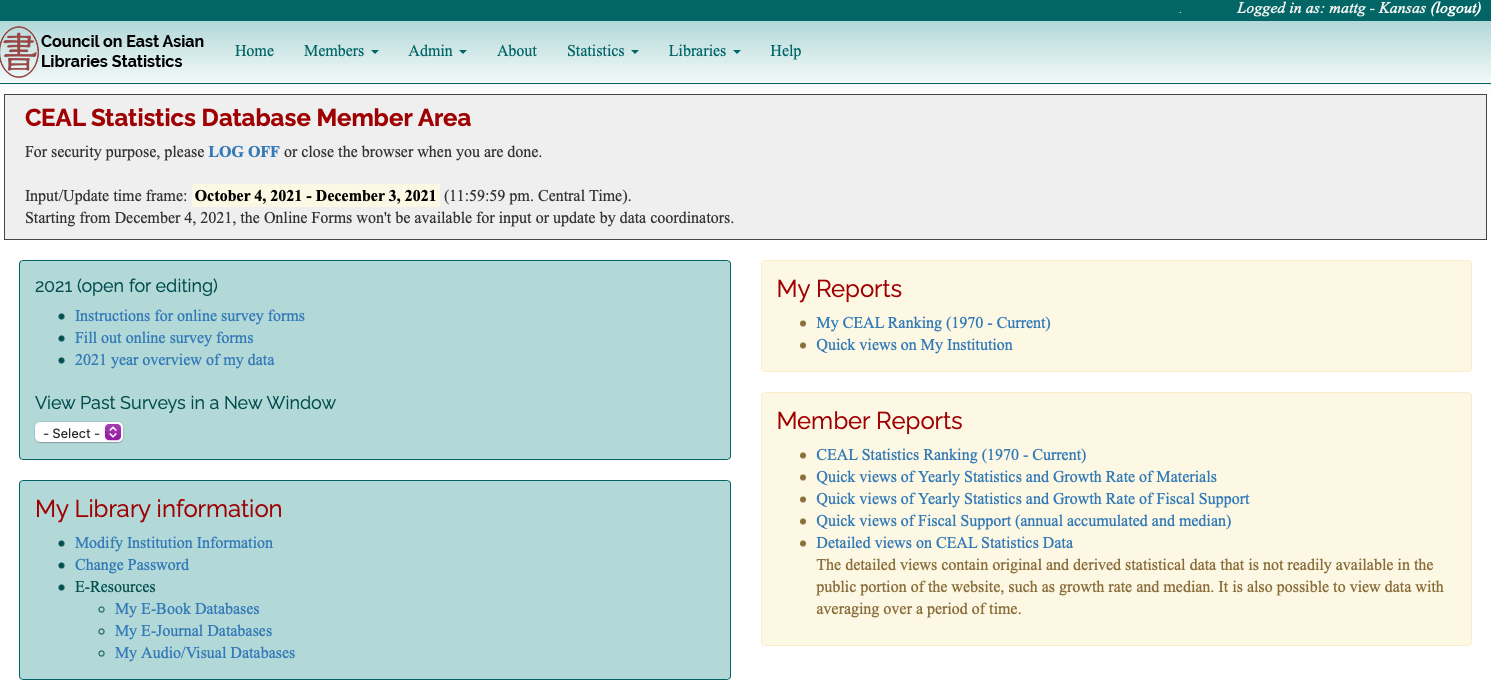 Logged in as: mattg - Kansas (logout)
書
Council on East Asian
Libraries Statistics
Home Members Admin About Statistics Libraries Help
CEAL Statistics Database Member Area
For security purpose, please LOG OFF or close the browser when you are done.
Input/Update time frame: October 4, 2021 - December 3, 2021 (11:59:59 pm. Central Time).
Starting from December 4, 2021, the Online Forms won't be available for input or update by data coordinators.
2021 (open for editing)
Instructions for online survey forms
Fill out online survey forms
2021 year overview of my data
View Past Surveys in a New Window
- Select -
My Library information
Modify Institution Information
Change Password
E-Resources
My E-Book Databases
My E-Journal Databases
My Audio/Visual Databases
My Reports
My CEAL Ranking (1970 - Current)
Quick views on My Institution
Member Reports
CEAL Statistics Ranking (1970 - Current)
Quick views of Yearly Statistics and Growth Rate of Materials
Quick views of Yearly Statistics and Growth Rate of Fiscal Support
Quick views of Fiscal Support (annual accumulated and median)
Detailed views on CEAL Statistics Data
The detailed views contain original and derived statistical data that is not readily available in the
public portion of the website, such as growth rate and median. It is also possible to view data with
averaging over a period of time.